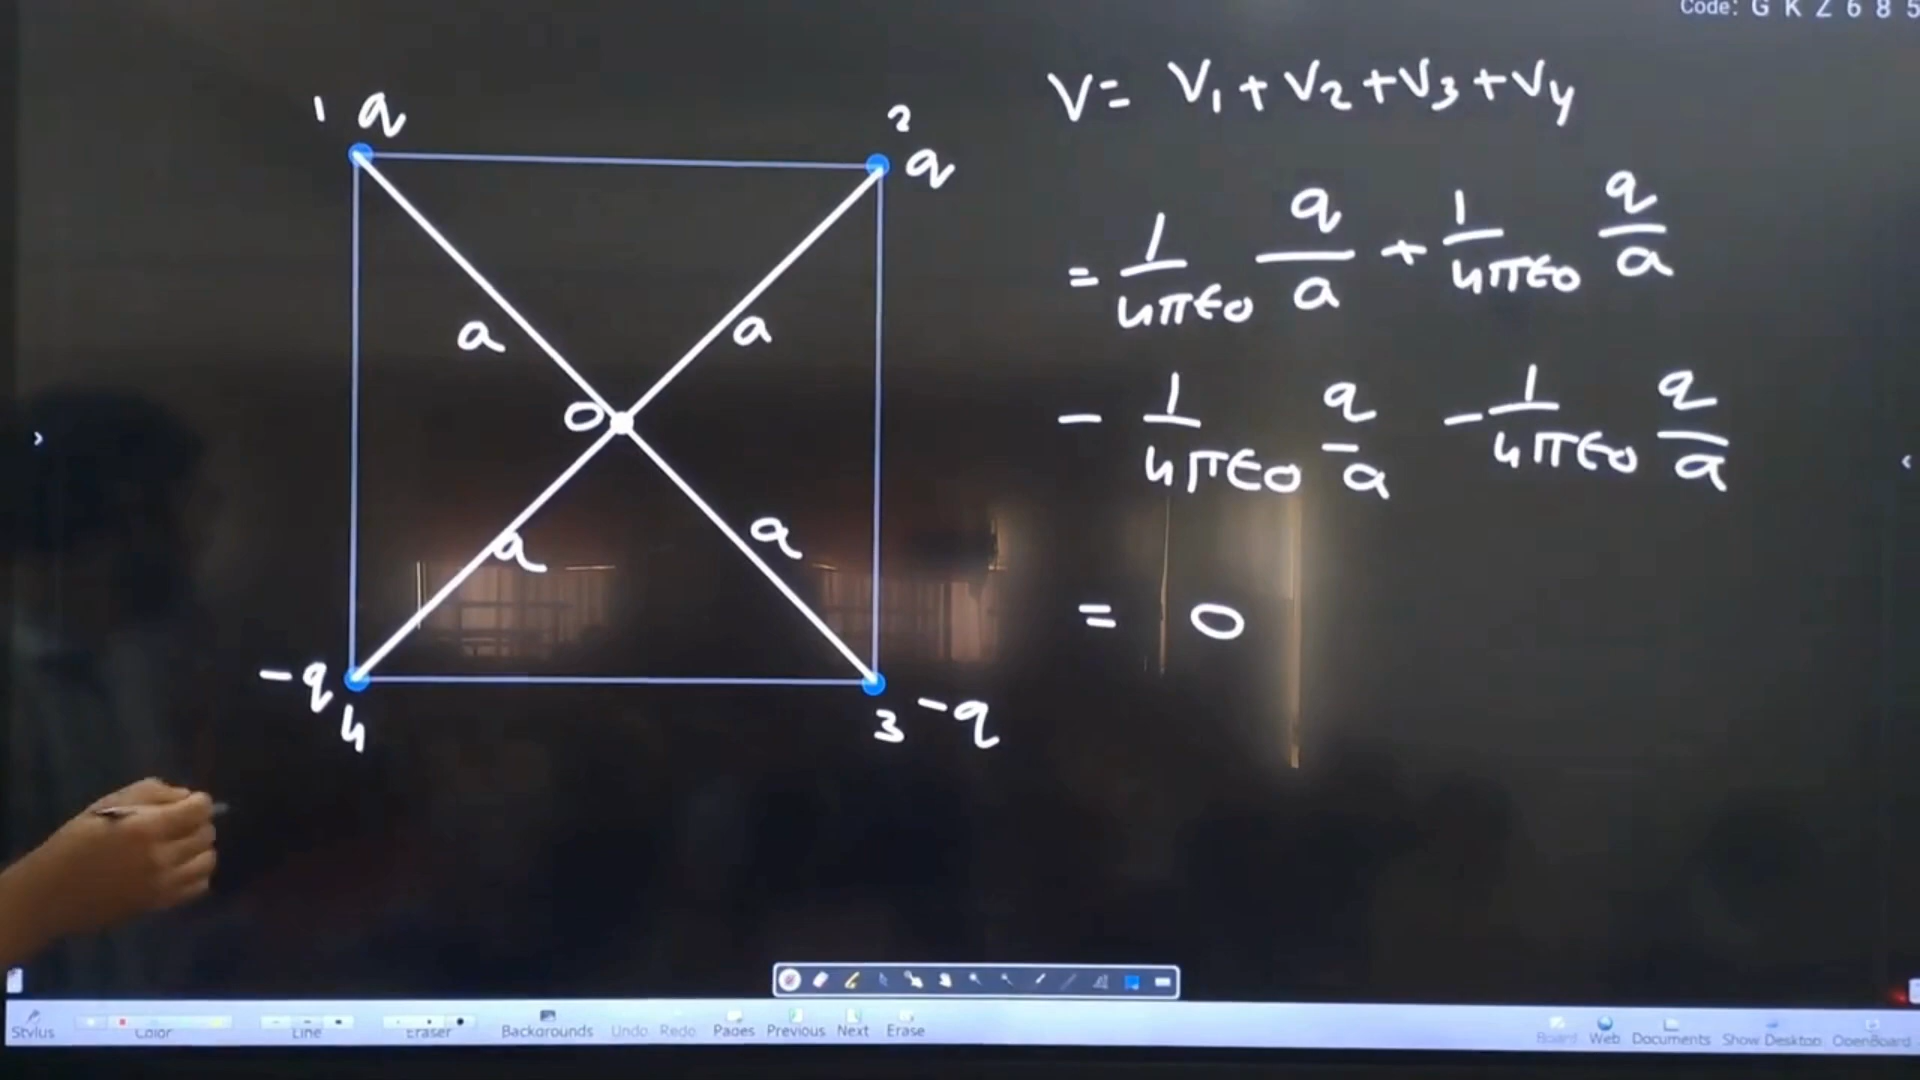 Code: G K Z 6 8 5
1 q
2
q
V = V1 + V2 + V3 + V4
= 1/4πϵ0 q/a + 1/4πϵ0 q/a
a
a
- 1/4πϵ0 q/a - 1/4πϵ0 q/a
O
a
a
= 0
-q
4
3 -q
Stylus Color Line Eraser Backgrounds Undo Redo Pages Previous Next Erase Board Web Documents Show Desktop OpenBoard